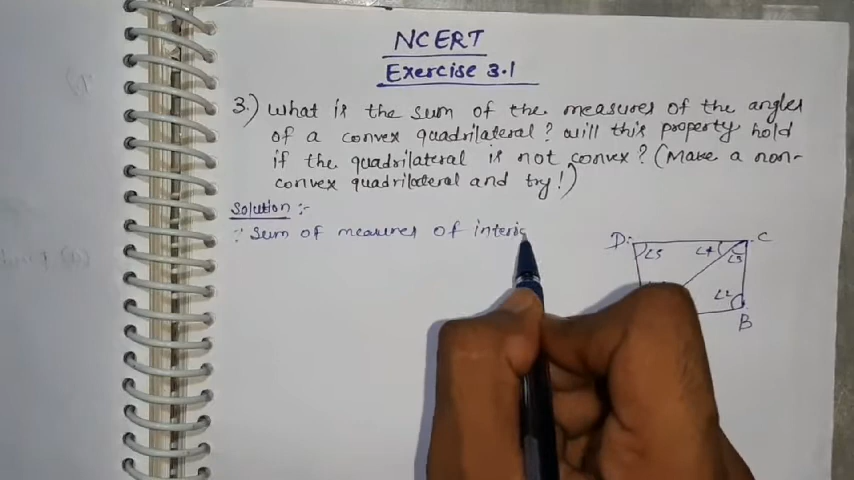 NCERT
Exercise 3.1
3.) What is the sum of the measures of the angles
of a convex quadrilateral? will this property hold
if the quadrilateral is not convex? (Make a non-
convex quadrilateral and try!)
Solution :-
∵ Sum of measures of interio
D C
∠5 ∠4 ∠3
∠2
B